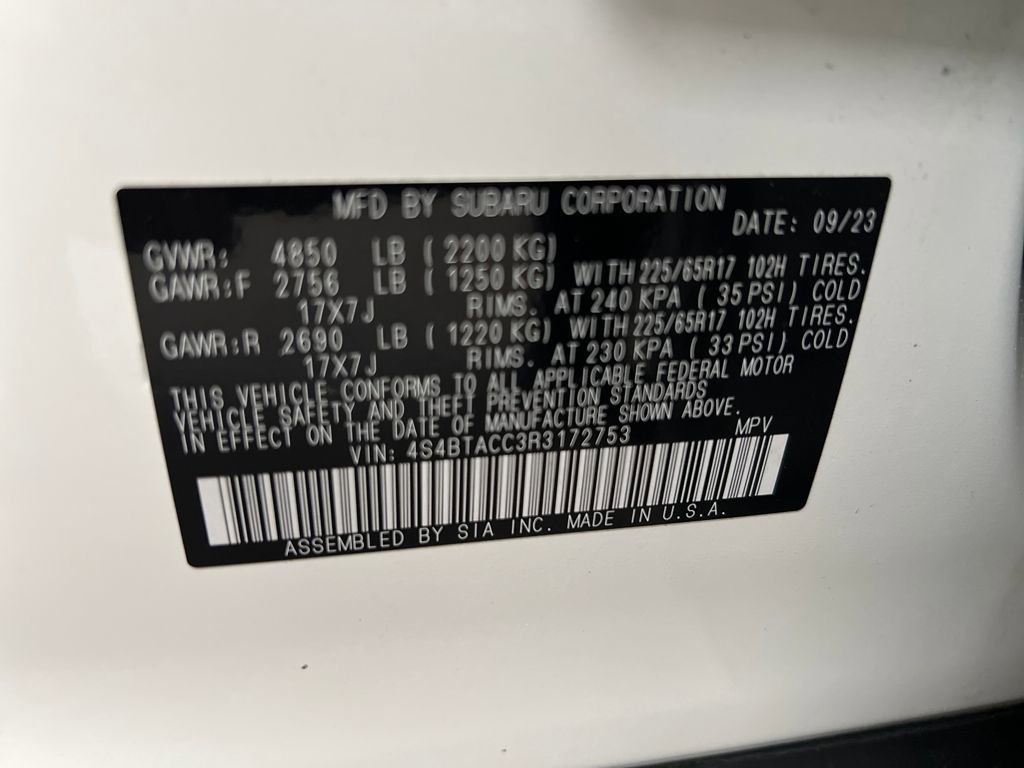 MFD BY SUBARU CORPORATION
DATE: 09/23
GVWR: 4850 LB ( 2200 KG)
GAWR:F 2756 LB ( 1250 KG) WITH 225/65R17 102H TIRES.
17X7J RIMS. AT 240 KPA ( 35 PSI) COLD
GAWR:R 2690 LB ( 1220 KG) WITH 225/65R17 102H TIRES.
17X7J RIMS. AT 230 KPA ( 33 PSI) COLD
THIS VEHICLE CONFORMS TO ALL APPLICABLE FEDERAL MOTOR
VEHICLE SAFETY AND THEFT PREVENTION STANDARDS
IN EFFECT ON THE DATE OF MANUFACTURE SHOWN ABOVE.
VIN: 4S4BTACC3R3172753 MPV
ASSEMBLED BY SIA INC. MADE IN U.S.A.